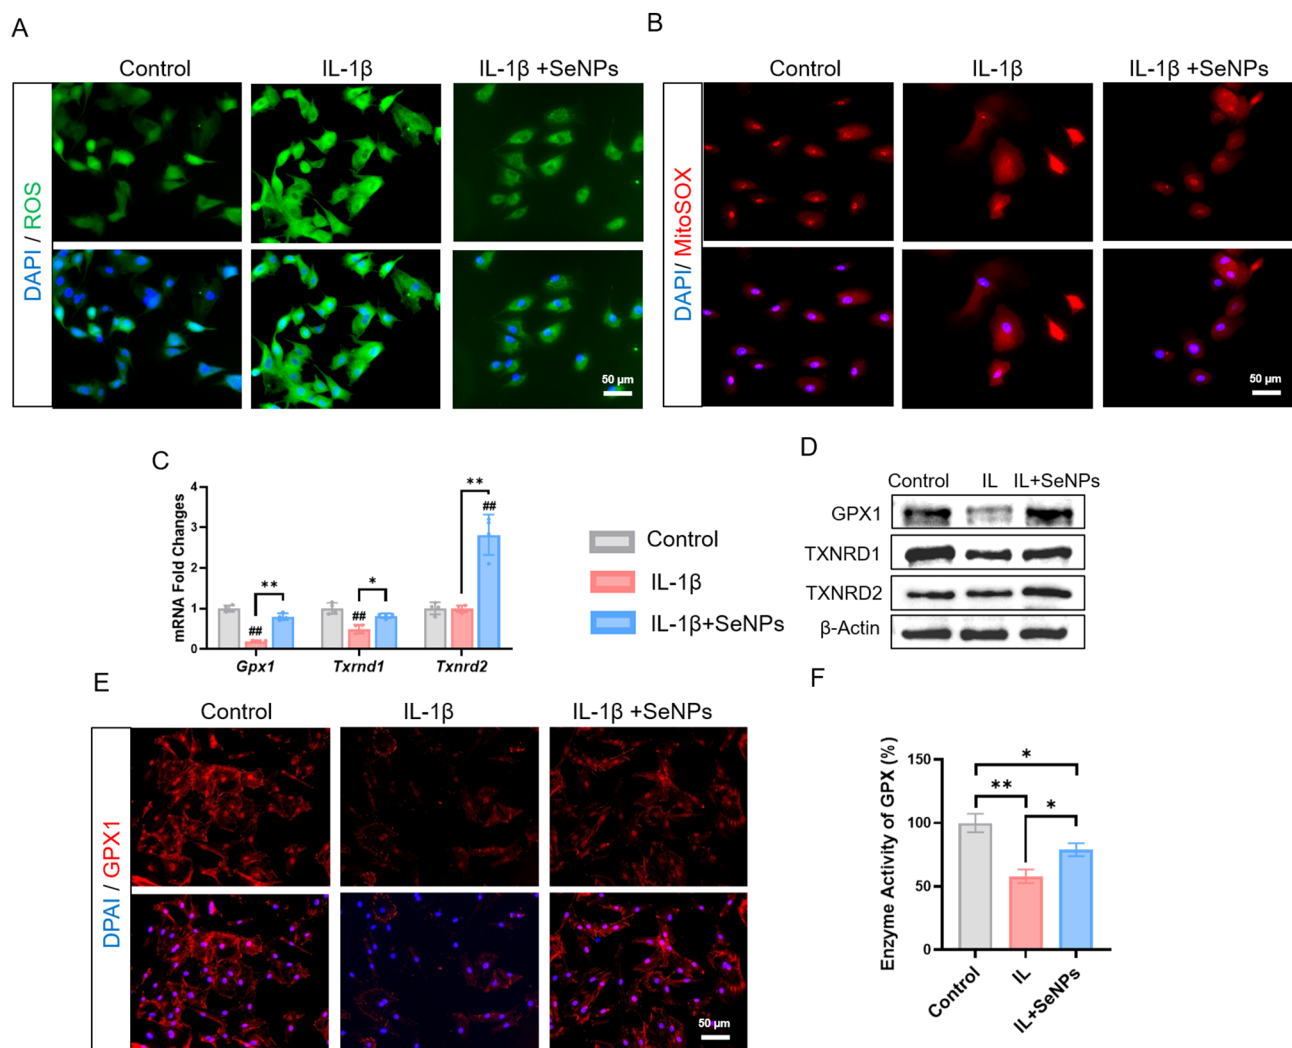 A
Control
IL-1β
IL-1β +SeNPs
DAPI / ROS
50 μm
B
Control
IL-1β
IL-1β +SeNPs
DAPI/ MitoSOX
50 μm
C
mRNA Fold Changes
4
3
2
1
0
##
**
##
*
**
##
Gpx1
Txrnd1
Txnrd2
Control
IL-1β
IL-1β+SeNPs
D
Control
IL
IL+SeNPs
GPX1
TXNRD1
TXNRD2
β-Actin
E
Control
IL-1β
IL-1β +SeNPs
DPAI / GPX1
50 μm
F
Enzyme Activity of GPX (%)
150
100
50
0
*
**
*
Control
IL
IL+SeNPs